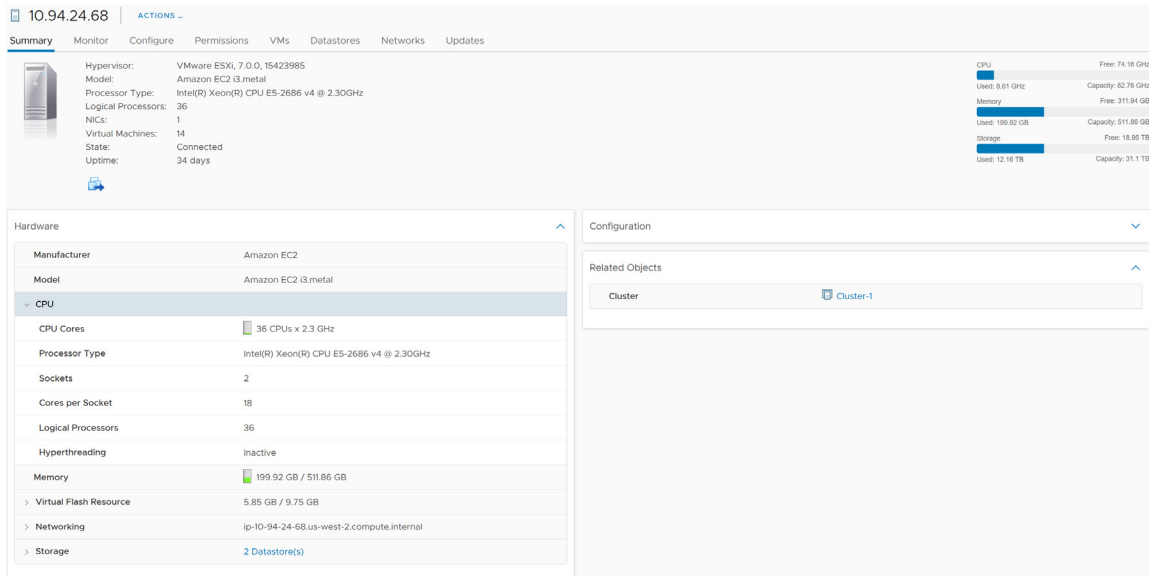 10.94.24.68
ACTIONS ...
Summary Monitor Configure Permissions VMs Datastores Networks Updates
Hypervisor: VMware ESXi, 7.0.0, 15423985
Model: Amazon EC2 i3.metal
Processor Type: Intel(R) Xeon(R) CPU E5-2686 v4 @ 2.30GHz
Logical Processors: 36
NICs: 1
Virtual Machines: 14
State: Connected
Uptime: 34 days
CPU Free: 74.16 GHz
Used: 8.61 GHz Capacity: 82.76 GHz
Memory Free: 311.94 GB
Used: 199.92 GB Capacity: 511.86 GB
Storage Free: 18.95 TB
Used: 12.16 TB Capacity: 31.1 TB
Hardware
Manufacturer Amazon EC2
Model Amazon EC2 i3.metal
CPU
CPU Cores 36 CPUs x 2.3 GHz
Processor Type Intel(R) Xeon(R) CPU E5-2686 v4 @ 2.30GHz
Sockets 2
Cores per Socket 18
Logical Processors 36
Hyperthreading Inactive
Memory 199.92 GB / 511.86 GB
Virtual Flash Resource 5.85 GB / 9.75 GB
Networking ip-10-94-24-68.us-west-2.compute.internal
Storage 2 Datastore(s)
Configuration
Related Objects
Cluster Cluster-1